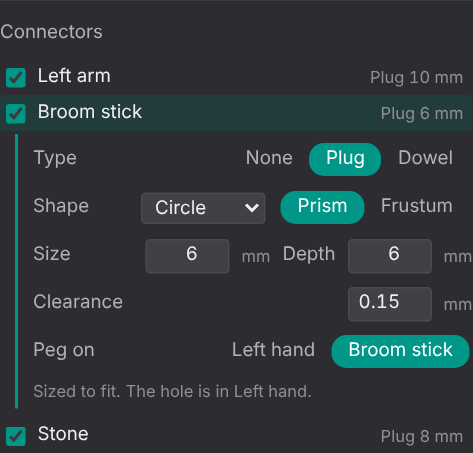 Connectors
Left arm Plug 10 mm
Broom stick Plug 6 mm
Type None Plug Dowel
Shape Circle Prism Frustum
Size 6 mm Depth 6 mm
Clearance 0.15 mm
Peg on Left hand Broom stick
Sized to fit. The hole is in Left hand.
Stone Plug 8 mm